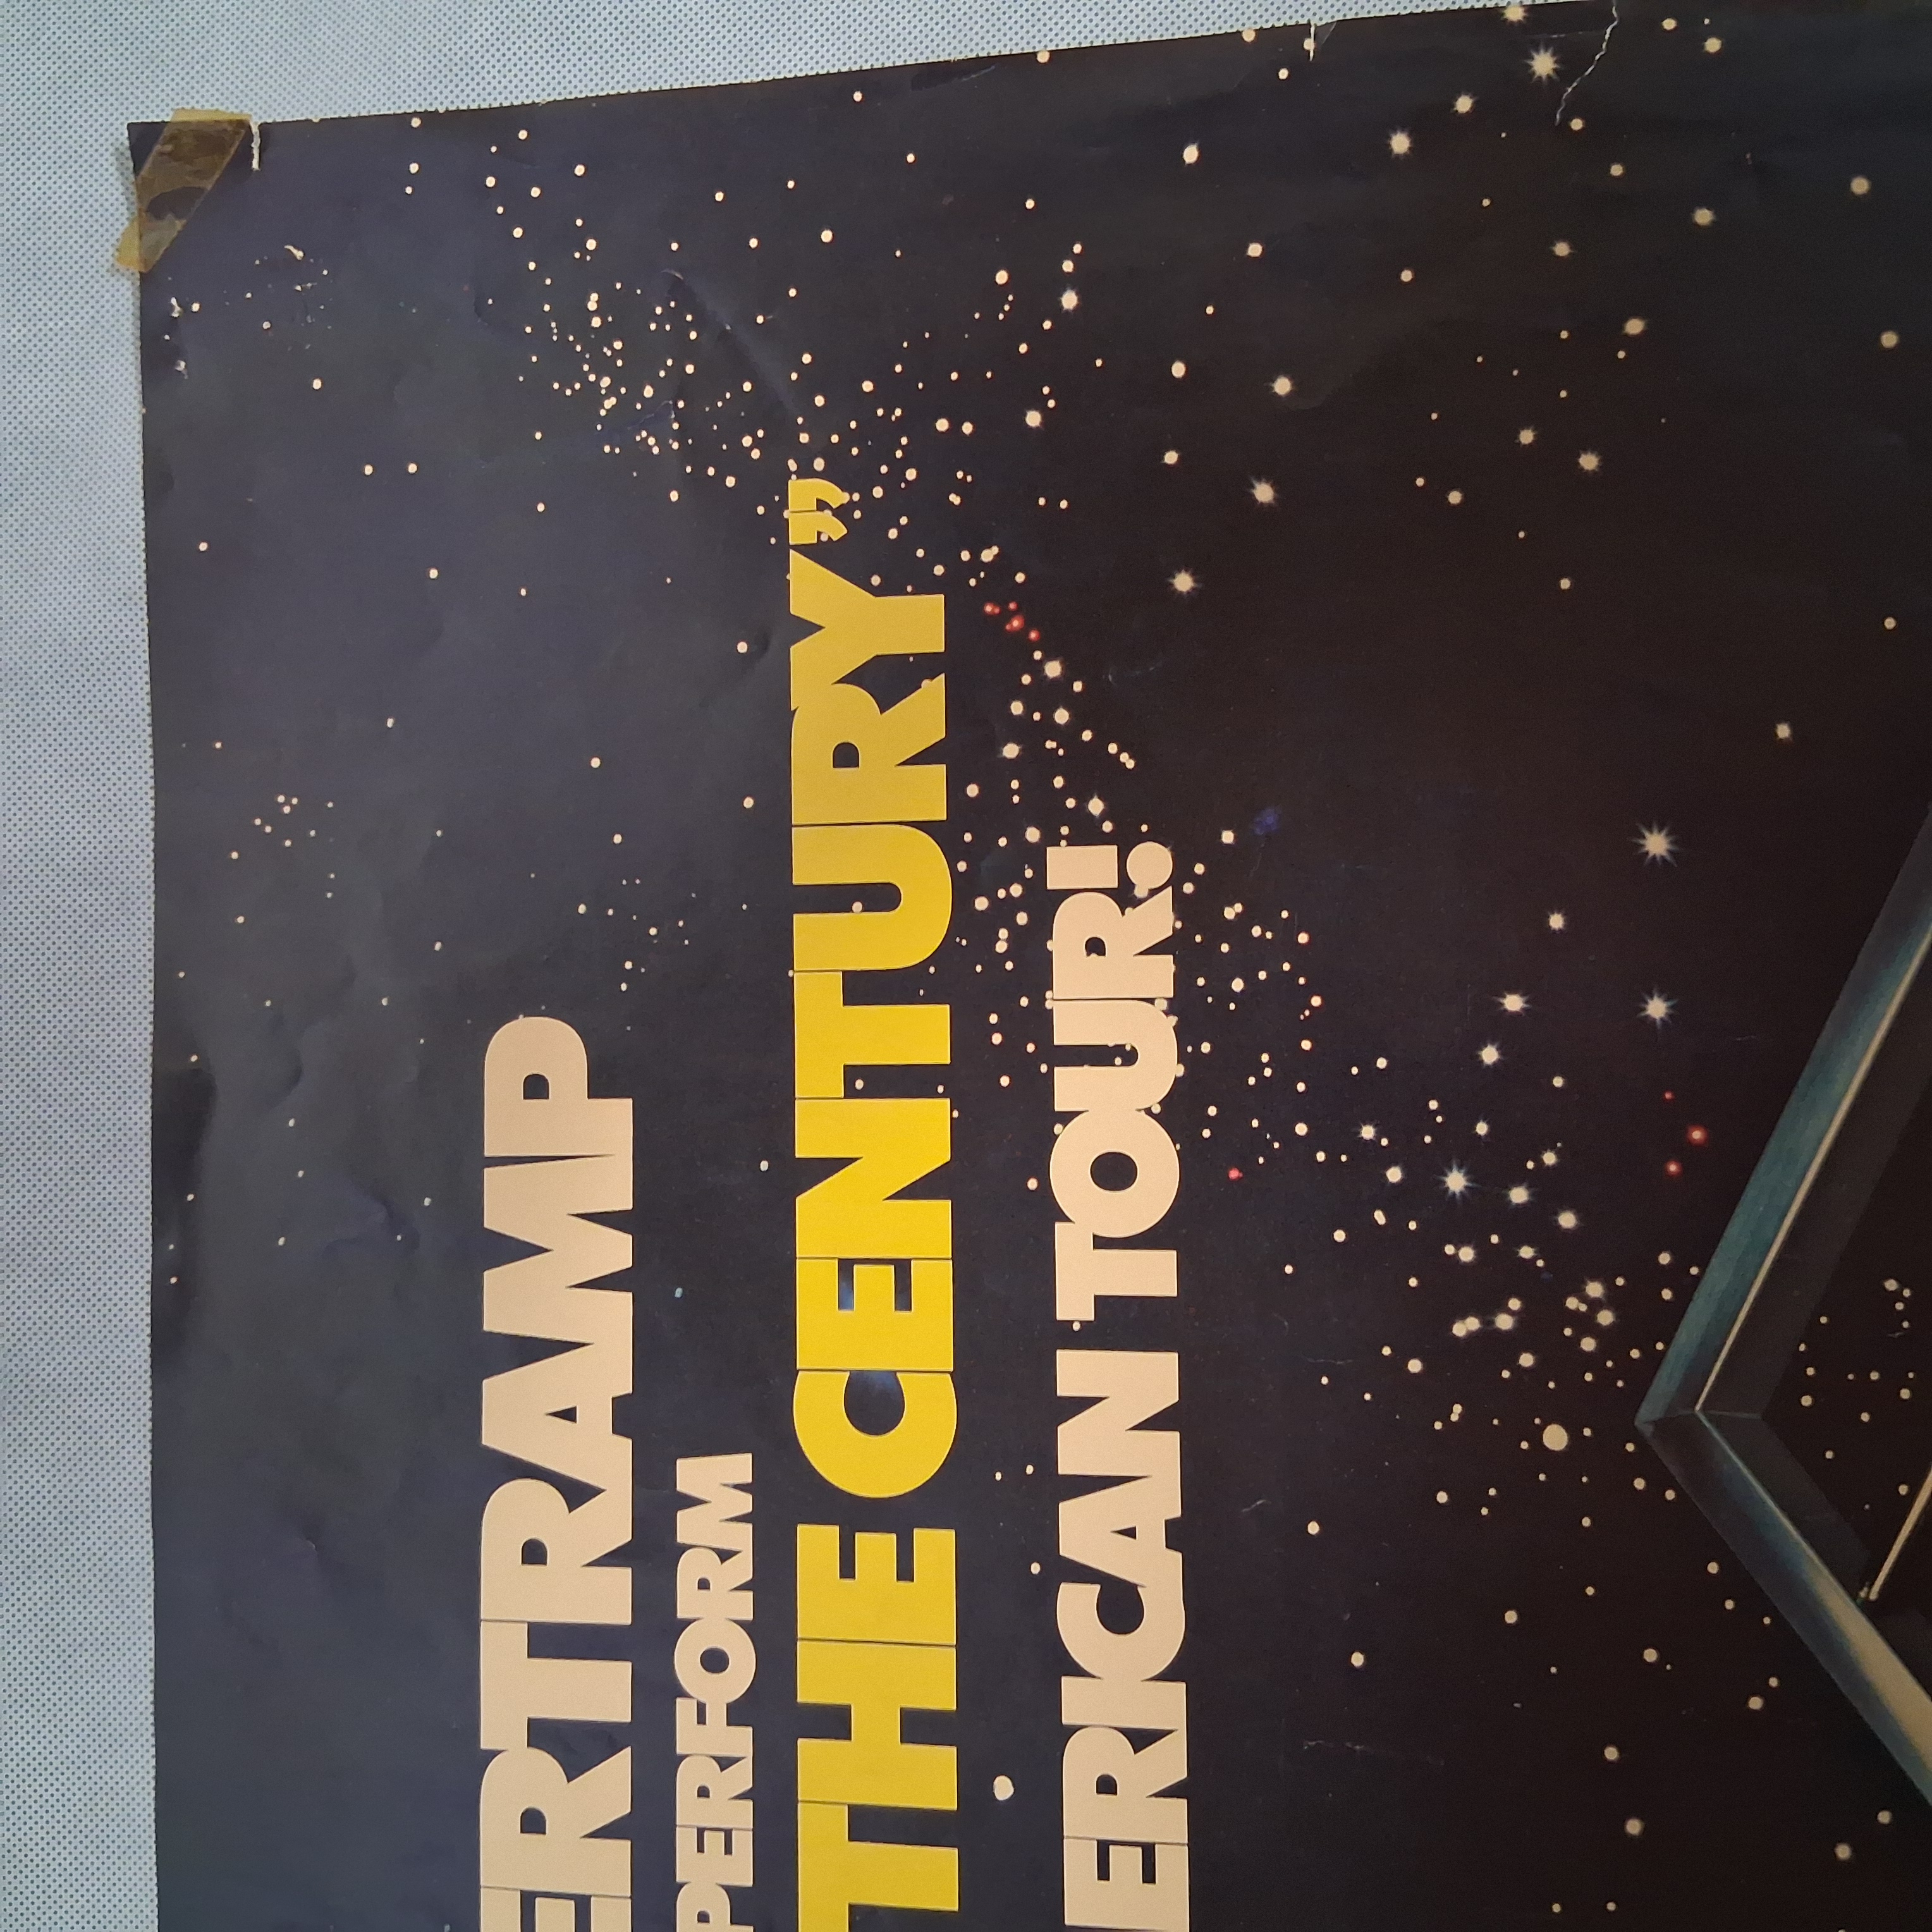 ERTRAMP
PERFORM
THE CENTURY”
ERICAN TOUR!